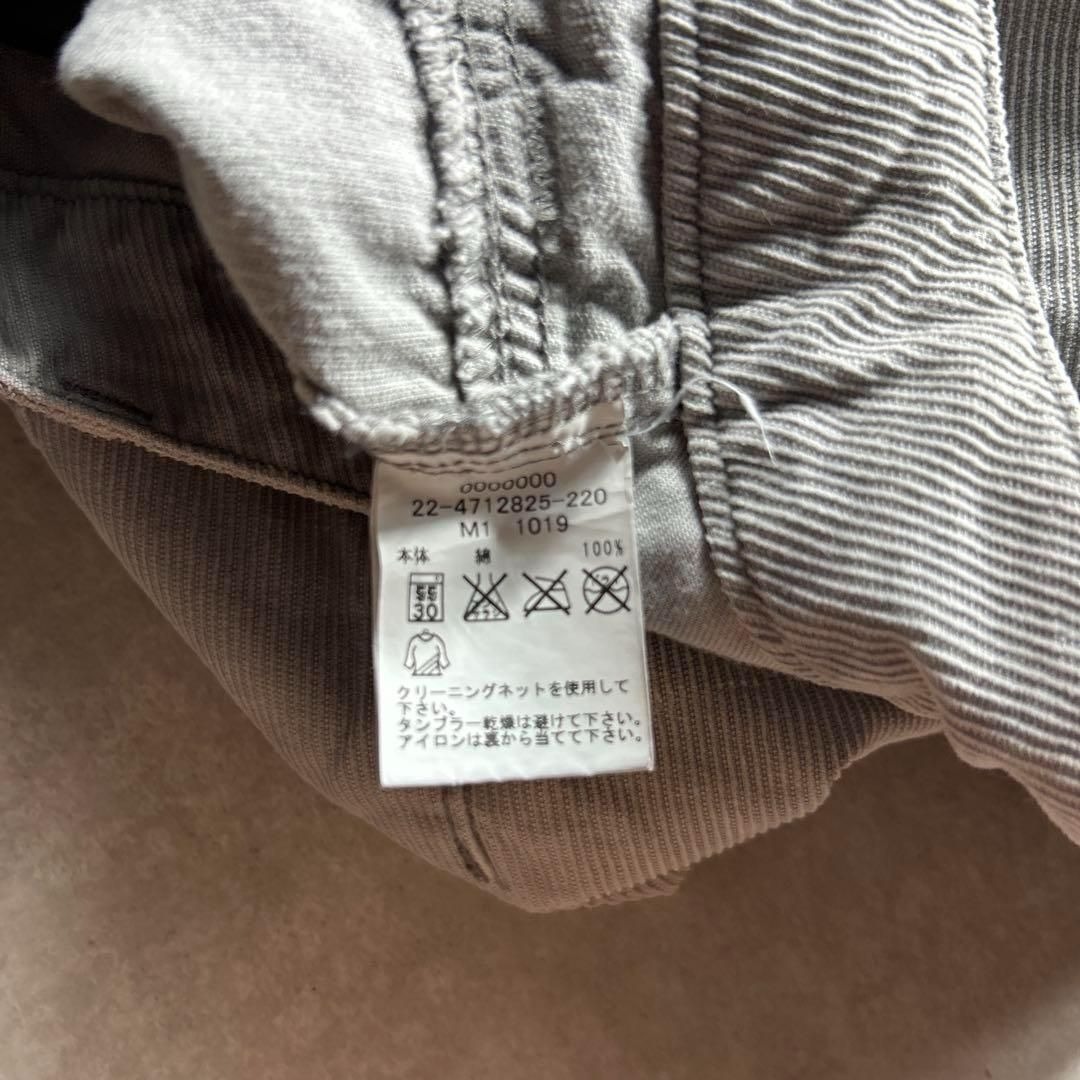 0000000
22-4712825-220
M1 1019
本体 綿 100%
弱 30
クリーニングネットを使用して
下さい。
タンブラー乾燥は避けて下さい。
アイロンは裏から当てて下さい。